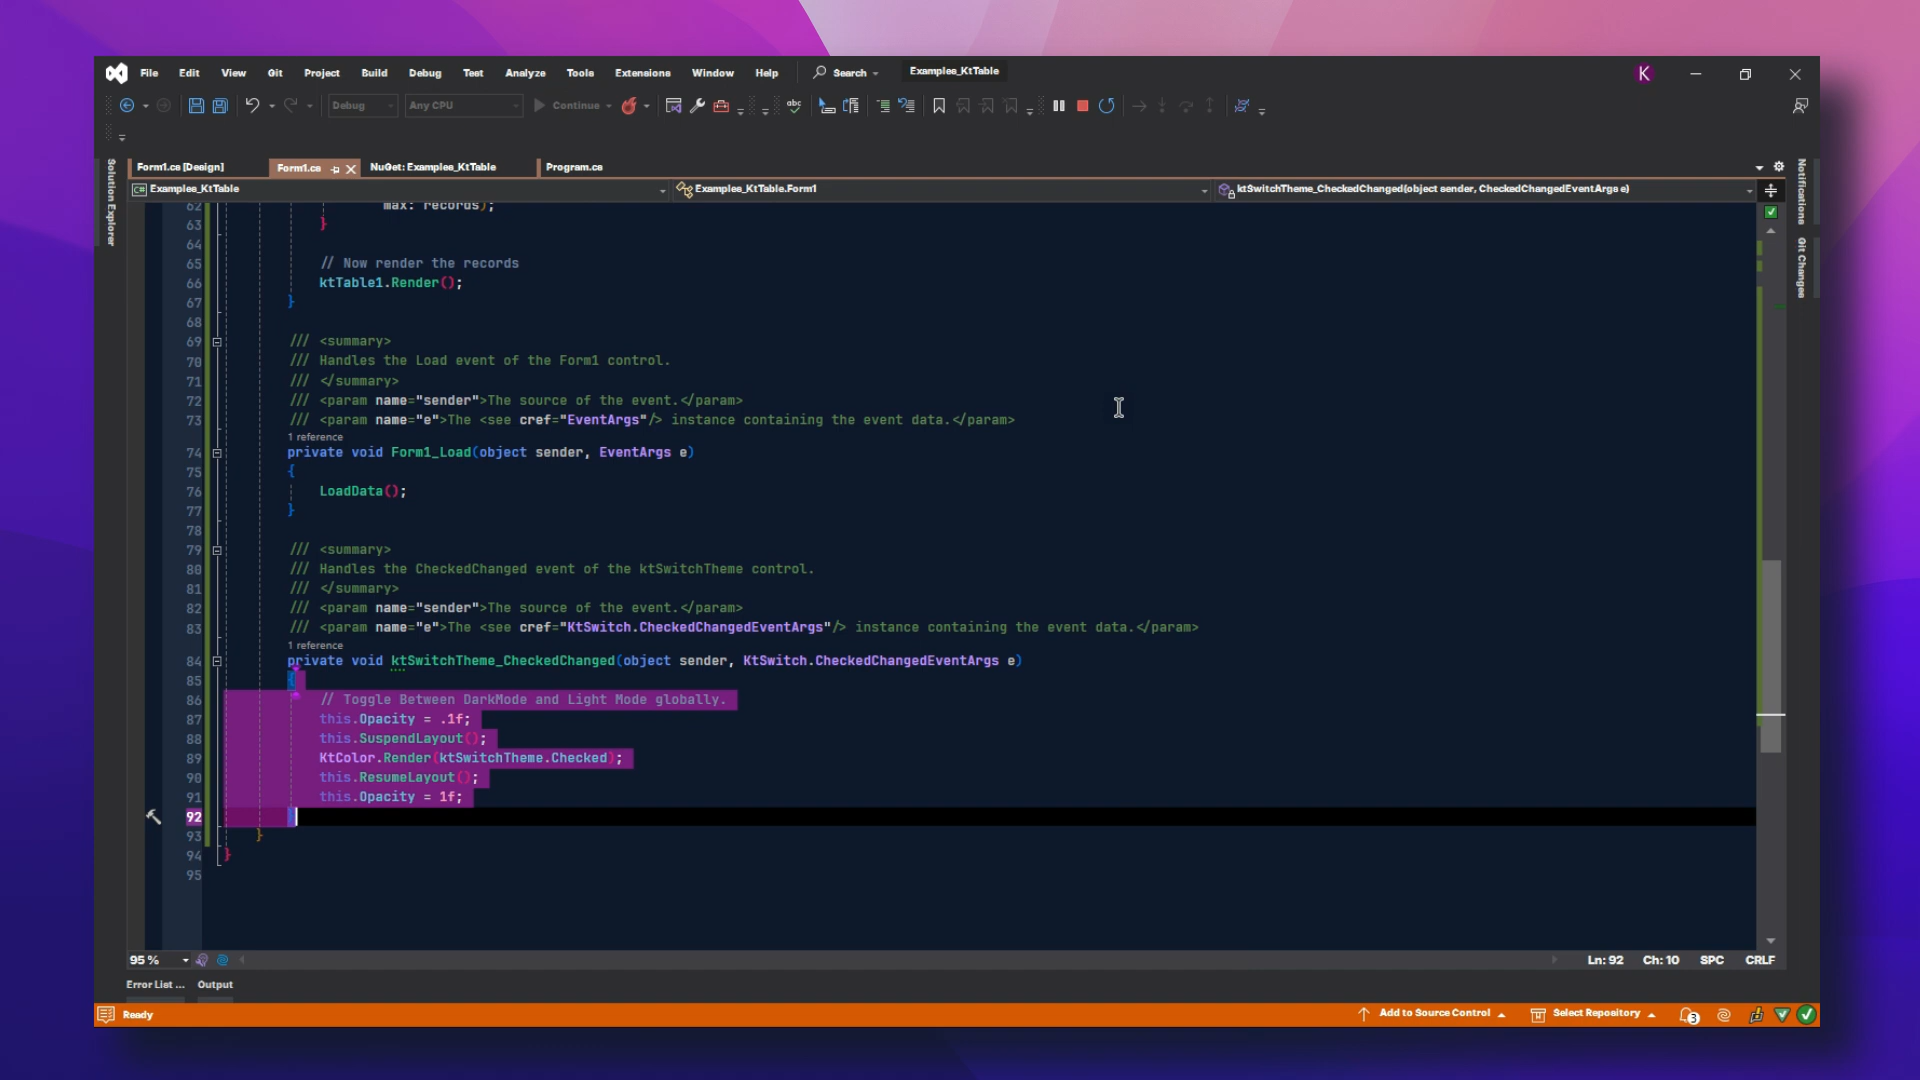 File Edit View Git Project Build Debug Test Analyze Tools Extensions Window Help Search Examples_KtTable K
Debug Any CPU Continue abc
Form1.cs [Design] Form1.cs NuGet: Examples_KtTable Program.cs
C# Examples_KtTable Examples_KtTable.Form1 ktSwitchTheme_CheckedChanged(object sender, CheckedChangedEventArgs e)
Solution Explorer
Notifications
Git Changes
62 max: records);
63 }
64
65 // Now render the records
66 ktTable1.Render();
67 }
68
69 /// <summary>
70 /// Handles the Load event of the Form1 control.
71 /// </summary>
72 /// <param name="sender">The source of the event.</param>
73 /// <param name="e">The <see cref="EventArgs"/> instance containing the event data.</param>
1 reference
74 private void Form1_Load(object sender, EventArgs e)
75 {
76 LoadData();
77 }
78
79 /// <summary>
80 /// Handles the CheckedChanged event of the ktSwitchTheme control.
81 /// </summary>
82 /// <param name="sender">The source of the event.</param>
83 /// <param name="e">The <see cref="KtSwitch.CheckedChangedEventArgs"/> instance containing the event data.</param>
1 reference
84 private void ktSwitchTheme_CheckedChanged(object sender, KtSwitch.CheckedChangedEventArgs e)
85 {
86 // Toggle Between DarkMode and Light Mode globally.
87 this.Opacity = .1f;
88 this.SuspendLayout();
89 KtColor.Render(ktSwitchTheme.Checked);
90 this.ResumeLayout();
91 this.Opacity = 1f;
92 }
93 }
94 }
95
95 % Ln: 92 Ch: 10 SPC CRLF
Error List ... Output
Ready Add to Source Control Select Repository 3